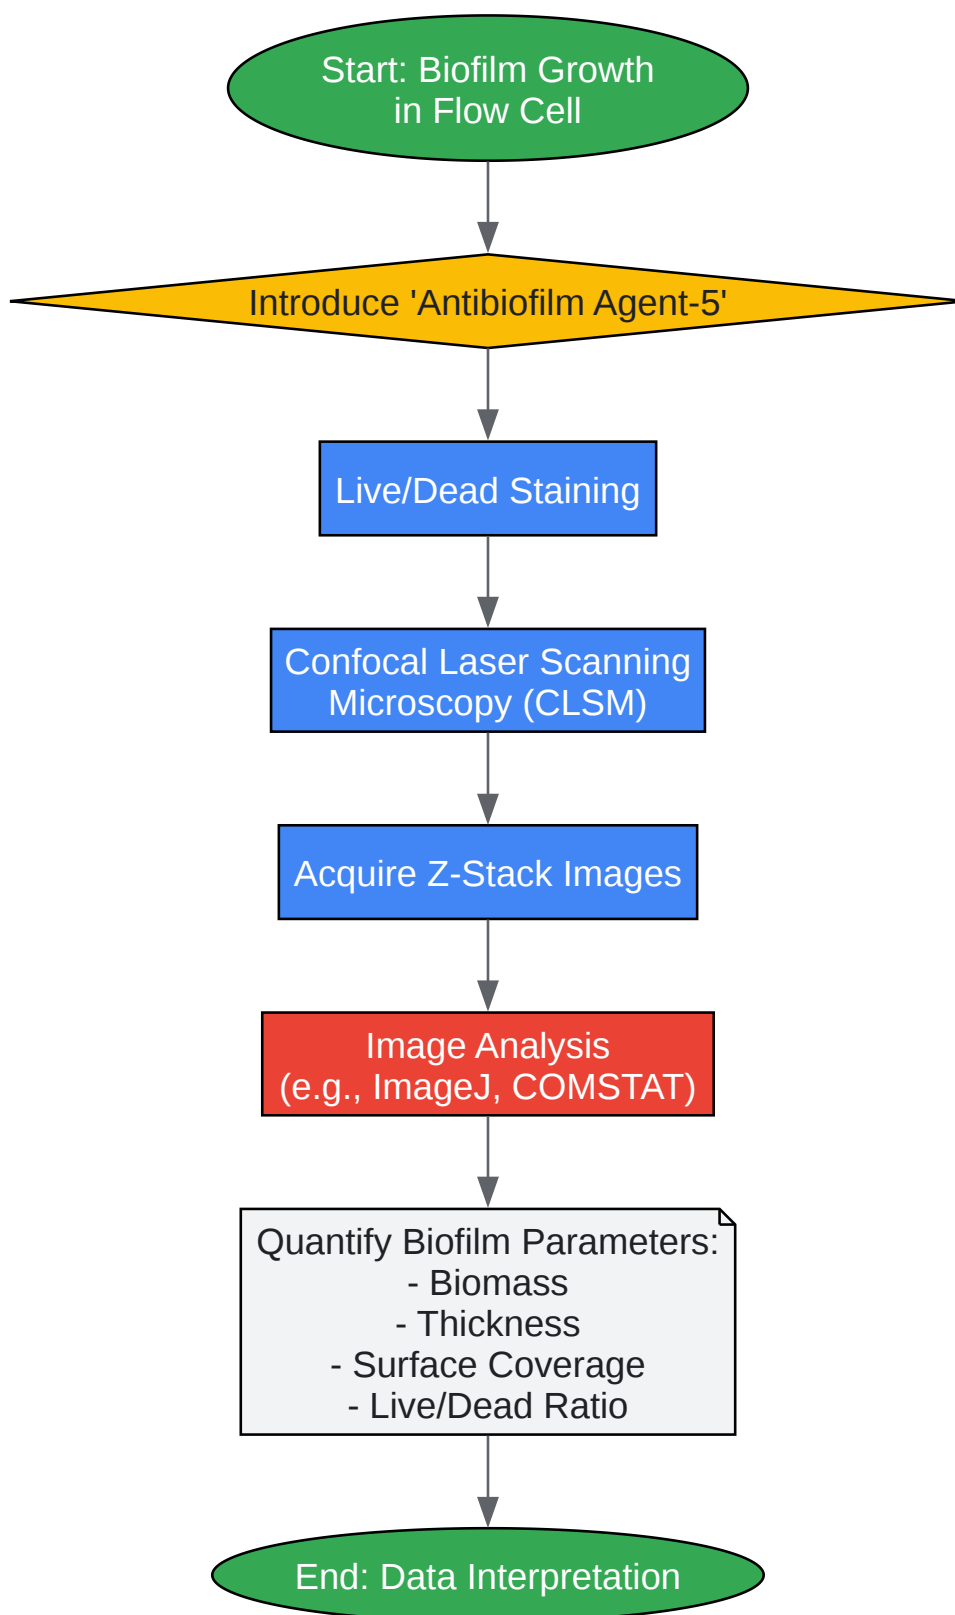 Start: Biofilm Growth
in Flow Cell
Introduce 'Antibiofilm Agent-5'
Live/Dead Staining
Confocal Laser Scanning
Microscopy (CLSM)
Acquire Z-Stack Images
Image Analysis
(e.g., ImageJ, COMSTAT)
Quantify Biofilm Parameters:
- Biomass
- Thickness
- Surface Coverage
- Live/Dead Ratio
End: Data Interpretation